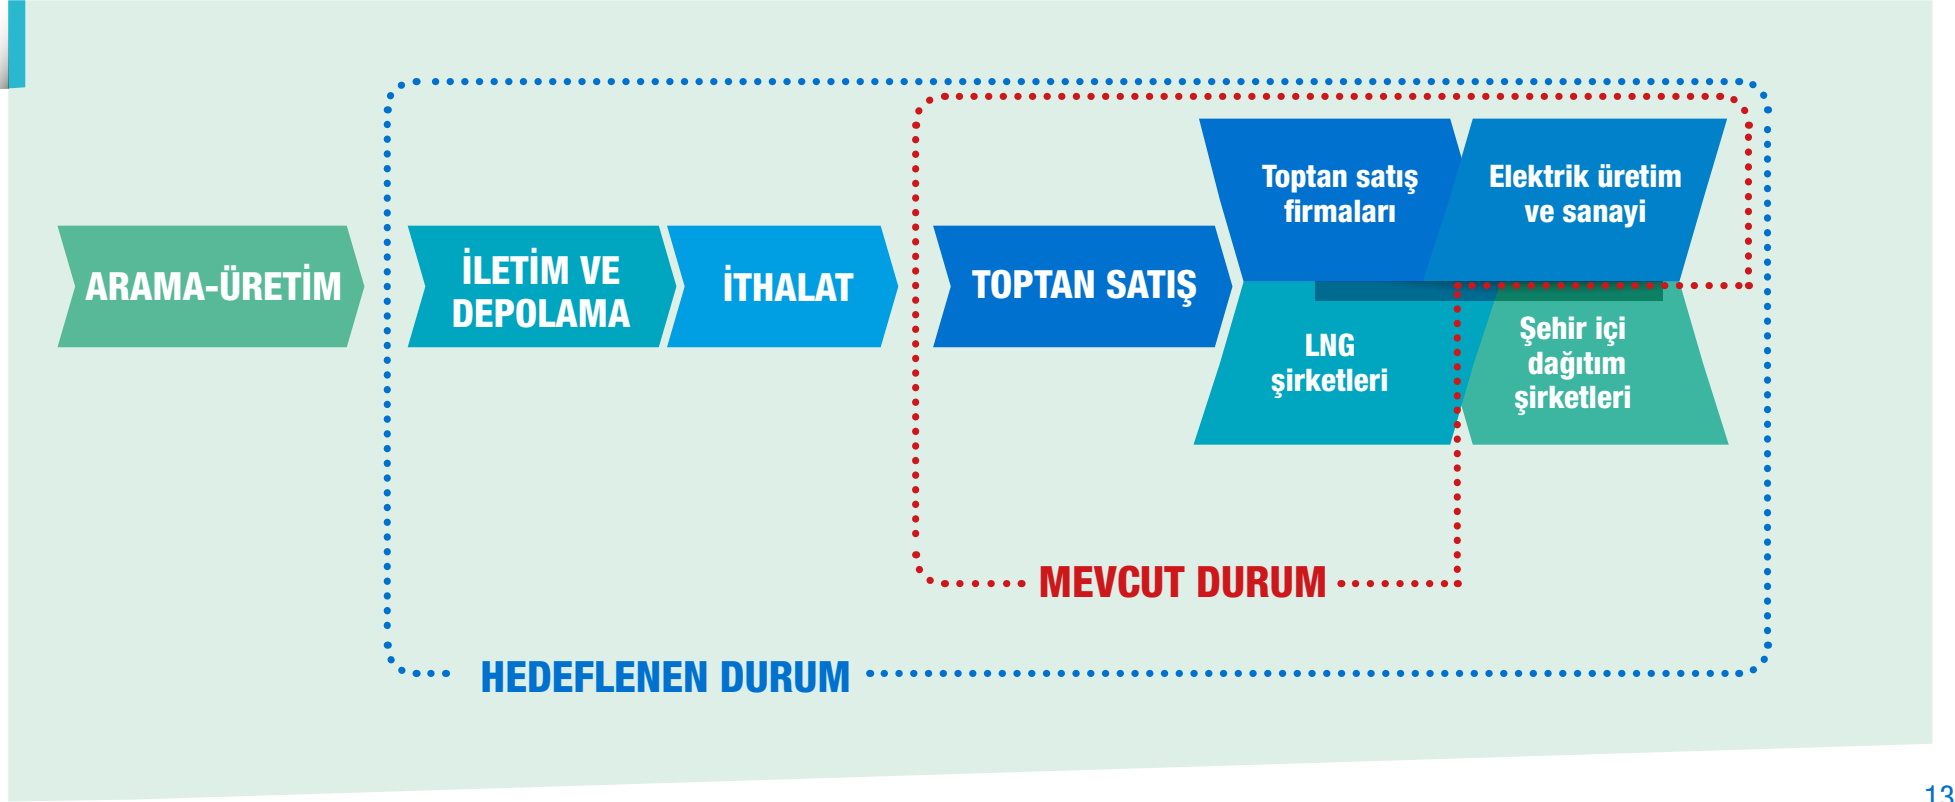 ARAMA-ÜRETİM
İLETİM VE
DEPOLAMA
İTHALAT
TOPTAN SATIŞ
Toptan satış
firmaları
Elektrik üretim
ve sanayi
LNG
şirketleri
Şehir içi
dağıtım
şirketleri
MEVCUT DURUM
HEDEFLENEN DURUM
13